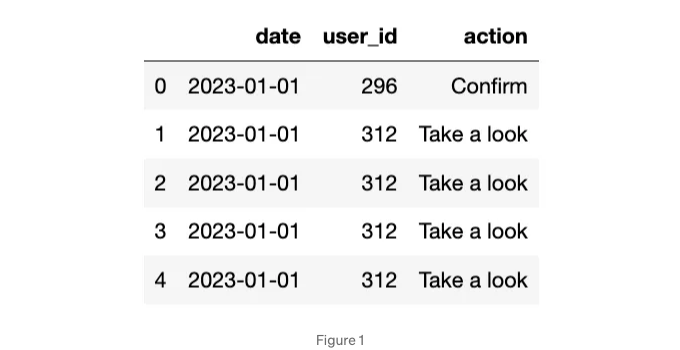 date user_id action
0 2023-01-01 296 Confirm
1 2023-01-01 312 Take a look
2 2023-01-01 312 Take a look
3 2023-01-01 312 Take a look
4 2023-01-01 312 Take a look
Figure 1